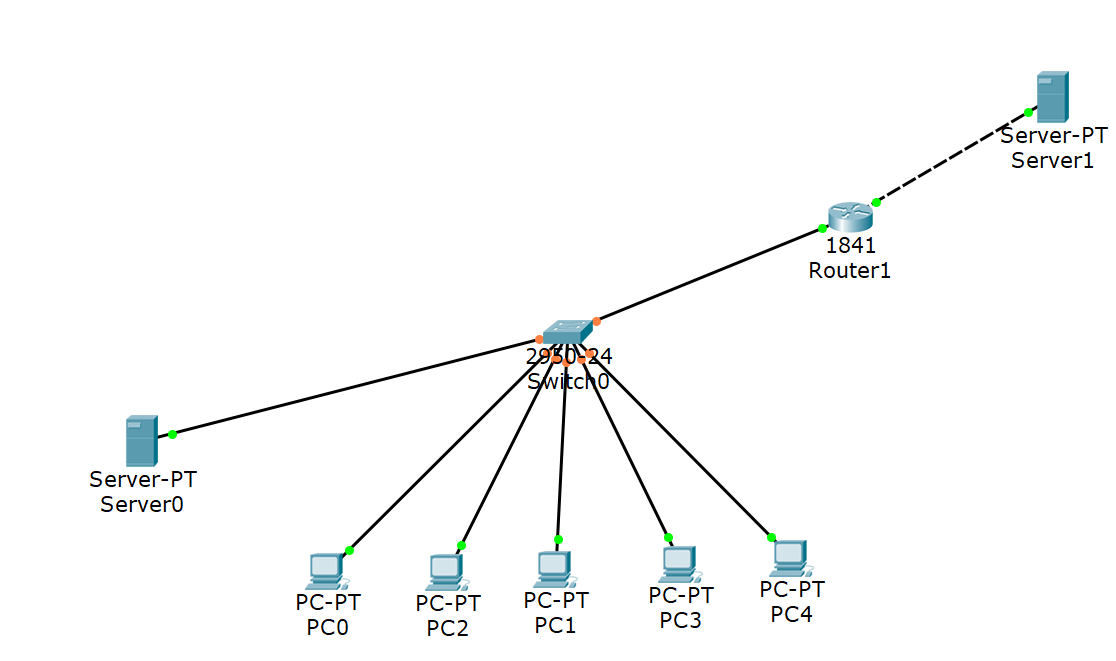 Server-PT
Server1
1841
Router1
2950-24
Switch0
Server-PT
Server0
PC-PT
PC0
PC-PT
PC2
PC-PT
PC1
PC-PT
PC3
PC-PT
PC4